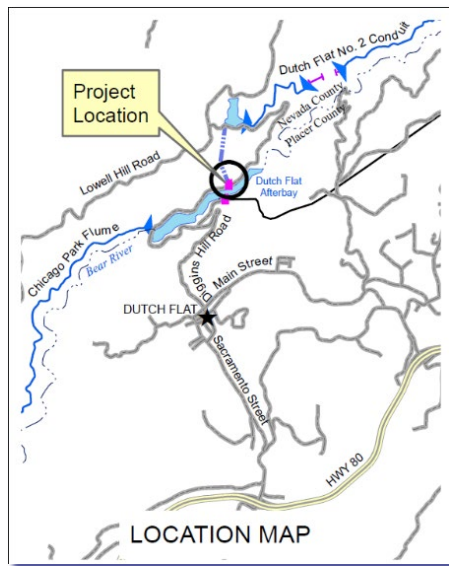 Dutch Flat No. 2 Conduit
Project
Location
Nevada County
Placer County
Lowell Hill Road
Dutch Flat
Afterbay
Chicago Park Flume
Bear River
Diggins Hill Road
Main Street
DUTCH FLAT
Sacramento Street
HWY 80
LOCATION MAP